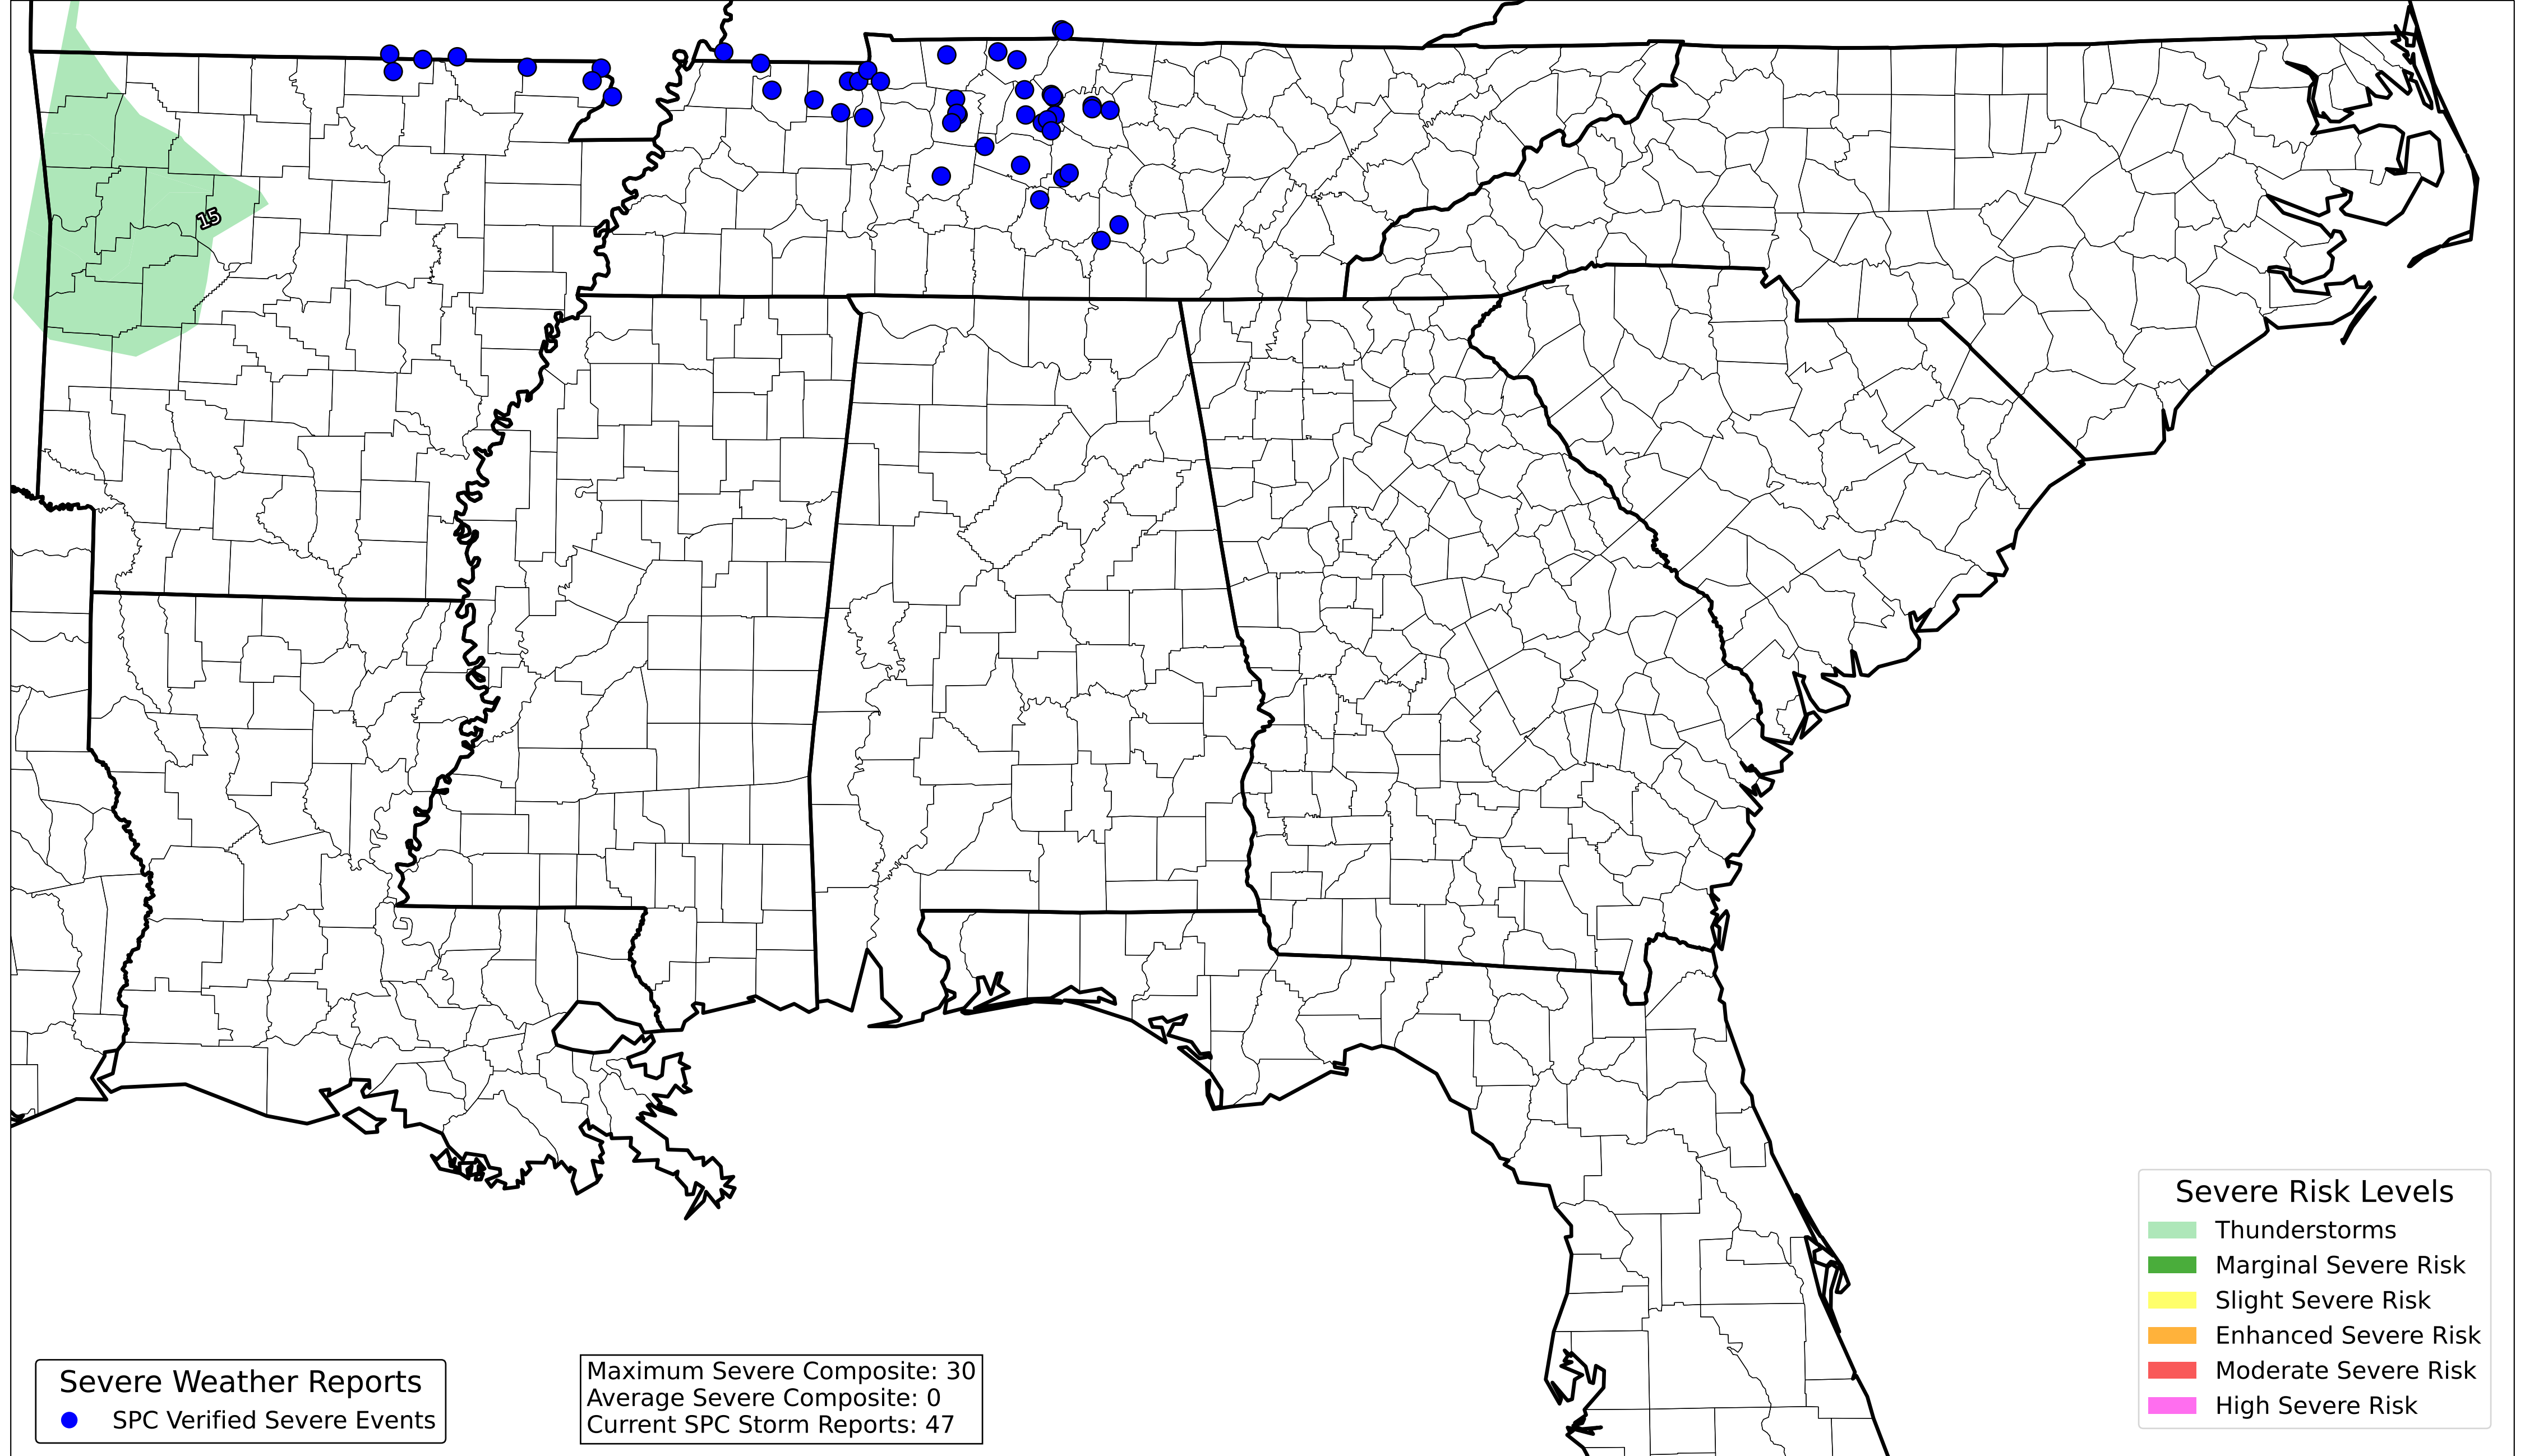 15
Severe Risk Levels
Thunderstorms
Marginal Severe Risk
Slight Severe Risk
Enhanced Severe Risk
Moderate Severe Risk
High Severe Risk
Severe Weather Reports
SPC Verified Severe Events
Maximum Severe Composite: 30
Average Severe Composite: 0
Current SPC Storm Reports: 47